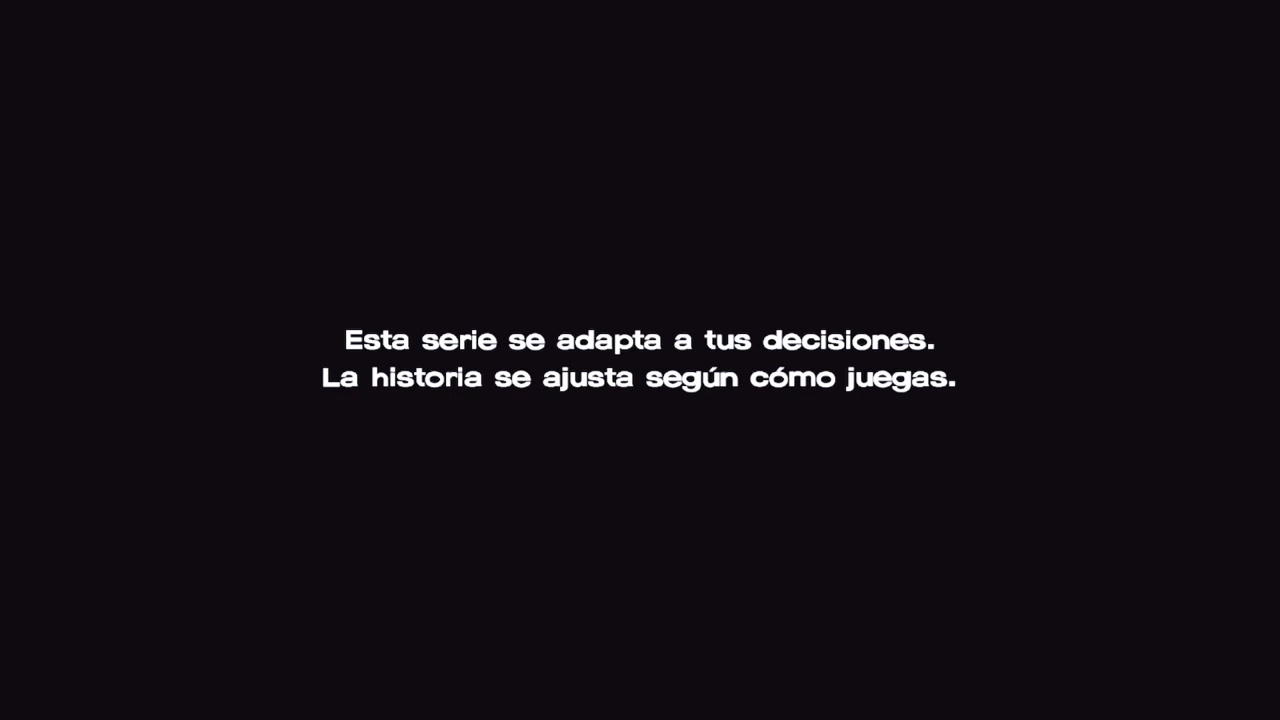 Esta serie se adapta a tus decisiones.
La historia se ajusta según cómo juegas.